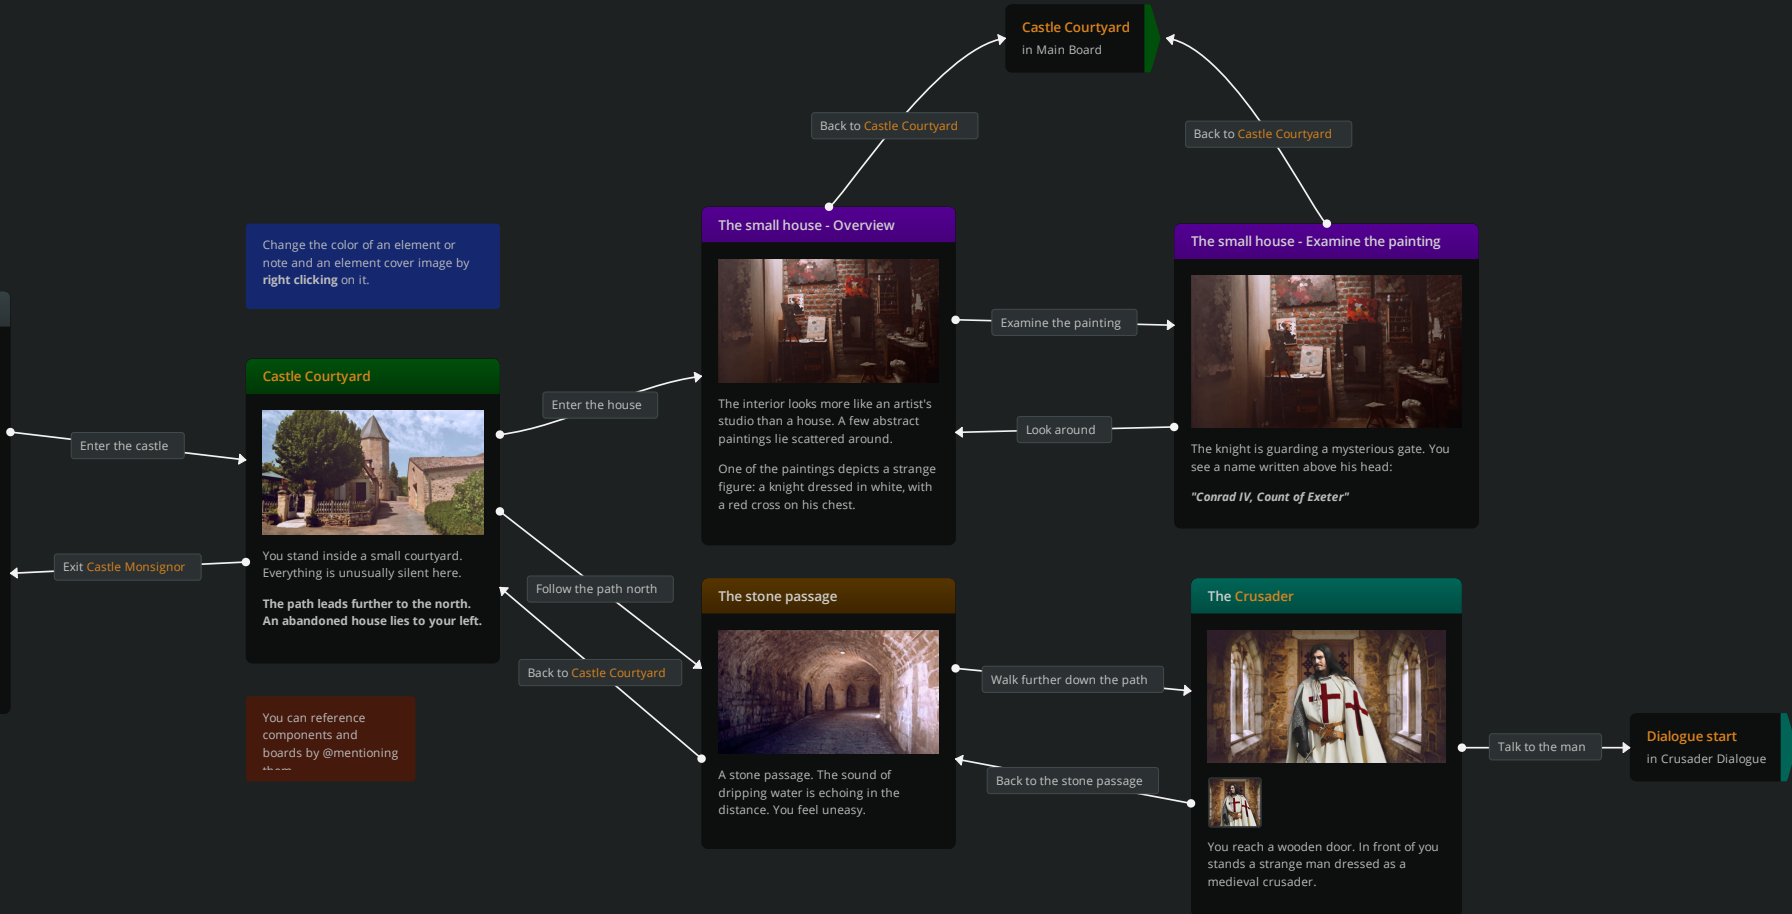 Castle Courtyard
in Main Board
Back to Castle Courtyard
Back to Castle Courtyard
Change the color of an element or
note and an element cover image by
right clicking on it.
Enter the castle
Exit Castle Monsignor
Castle Courtyard
You stand inside a small courtyard.
Everything is unusually silent here.
The path leads further to the north.
An abandoned house lies to your left.
You can reference
components and
boards by @mentioning
them
Enter the house
Follow the path north
Back to Castle Courtyard
The small house - Overview
The interior looks more like an artist's
studio than a house. A few abstract
paintings lie scattered around.
One of the paintings depicts a strange
figure: a knight dressed in white, with
a red cross on his chest.
Examine the painting
Look around
The small house - Examine the painting
The knight is guarding a mysterious gate. You
see a name written above his head:
"Conrad IV, Count of Exeter"
The stone passage
A stone passage. The sound of
dripping water is echoing in the
distance. You feel uneasy.
Walk further down the path
Back to the stone passage
The Crusader
You reach a wooden door. In front of you
stands a strange man dressed as a
medieval crusader.
Talk to the man
Dialogue start
in Crusader Dialogue